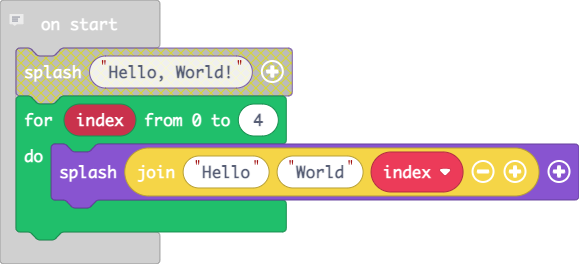 on start
splash "Hello, World!"
for index from 0 to 4
do splash join "Hello" "World" index